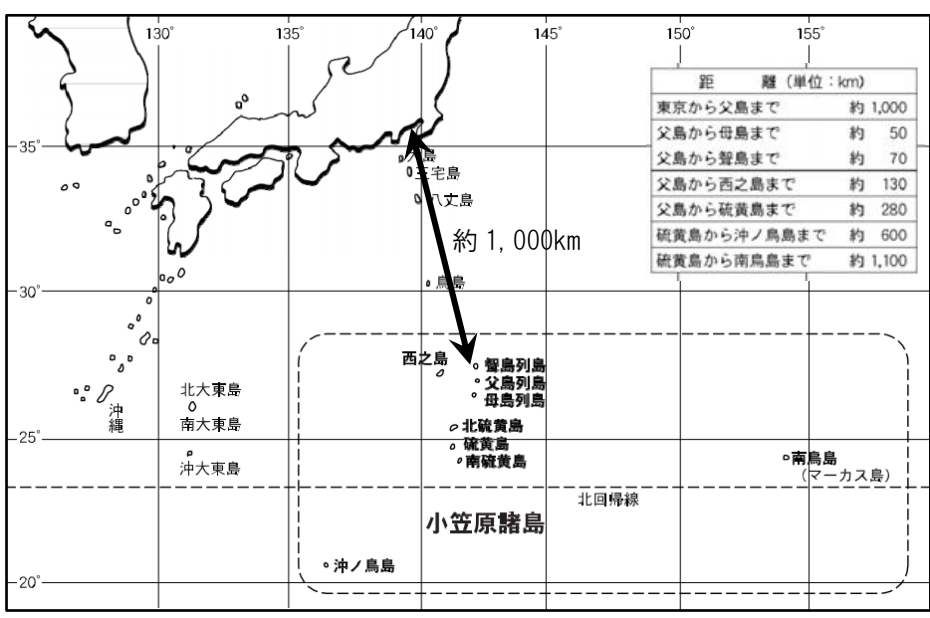 130° 135° 140° 145° 150° 155°
距 離（単位：km）
東京から父島まで 約 1,000
父島から母島まで 約 50
父島から聟島まで 約 70
父島から西之島まで 約 130
父島から硫黄島まで 約 280
硫黄島から沖ノ鳥島まで 約 600
硫黄島から南鳥島まで 約 1,100
35°
大島
三宅島
八丈島
約 1,000km
30°
鳥島
西之島
聟島列島
父島列島
母島列島
北大東島
沖縄
南大東島
北硫黄島
25°
硫黄島
南硫黄島
沖大東島
南鳥島
（マーカス島）
北回帰線
小笠原諸島
沖ノ鳥島
20°